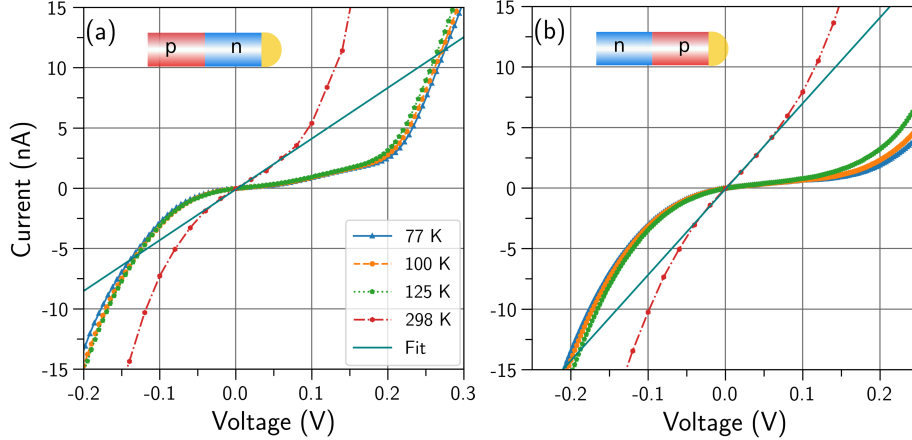 (a)
p n
15
10
5
0
-5
-10
-15
-0.2 -0.1 0.0 0.1 0.2 0.3
Voltage (V)
Current (nA)
77 K
100 K
125 K
298 K
Fit
(b)
n p
15
10
5
0
-5
-10
-15
-0.2 -0.1 0.0 0.1 0.2
Voltage (V)